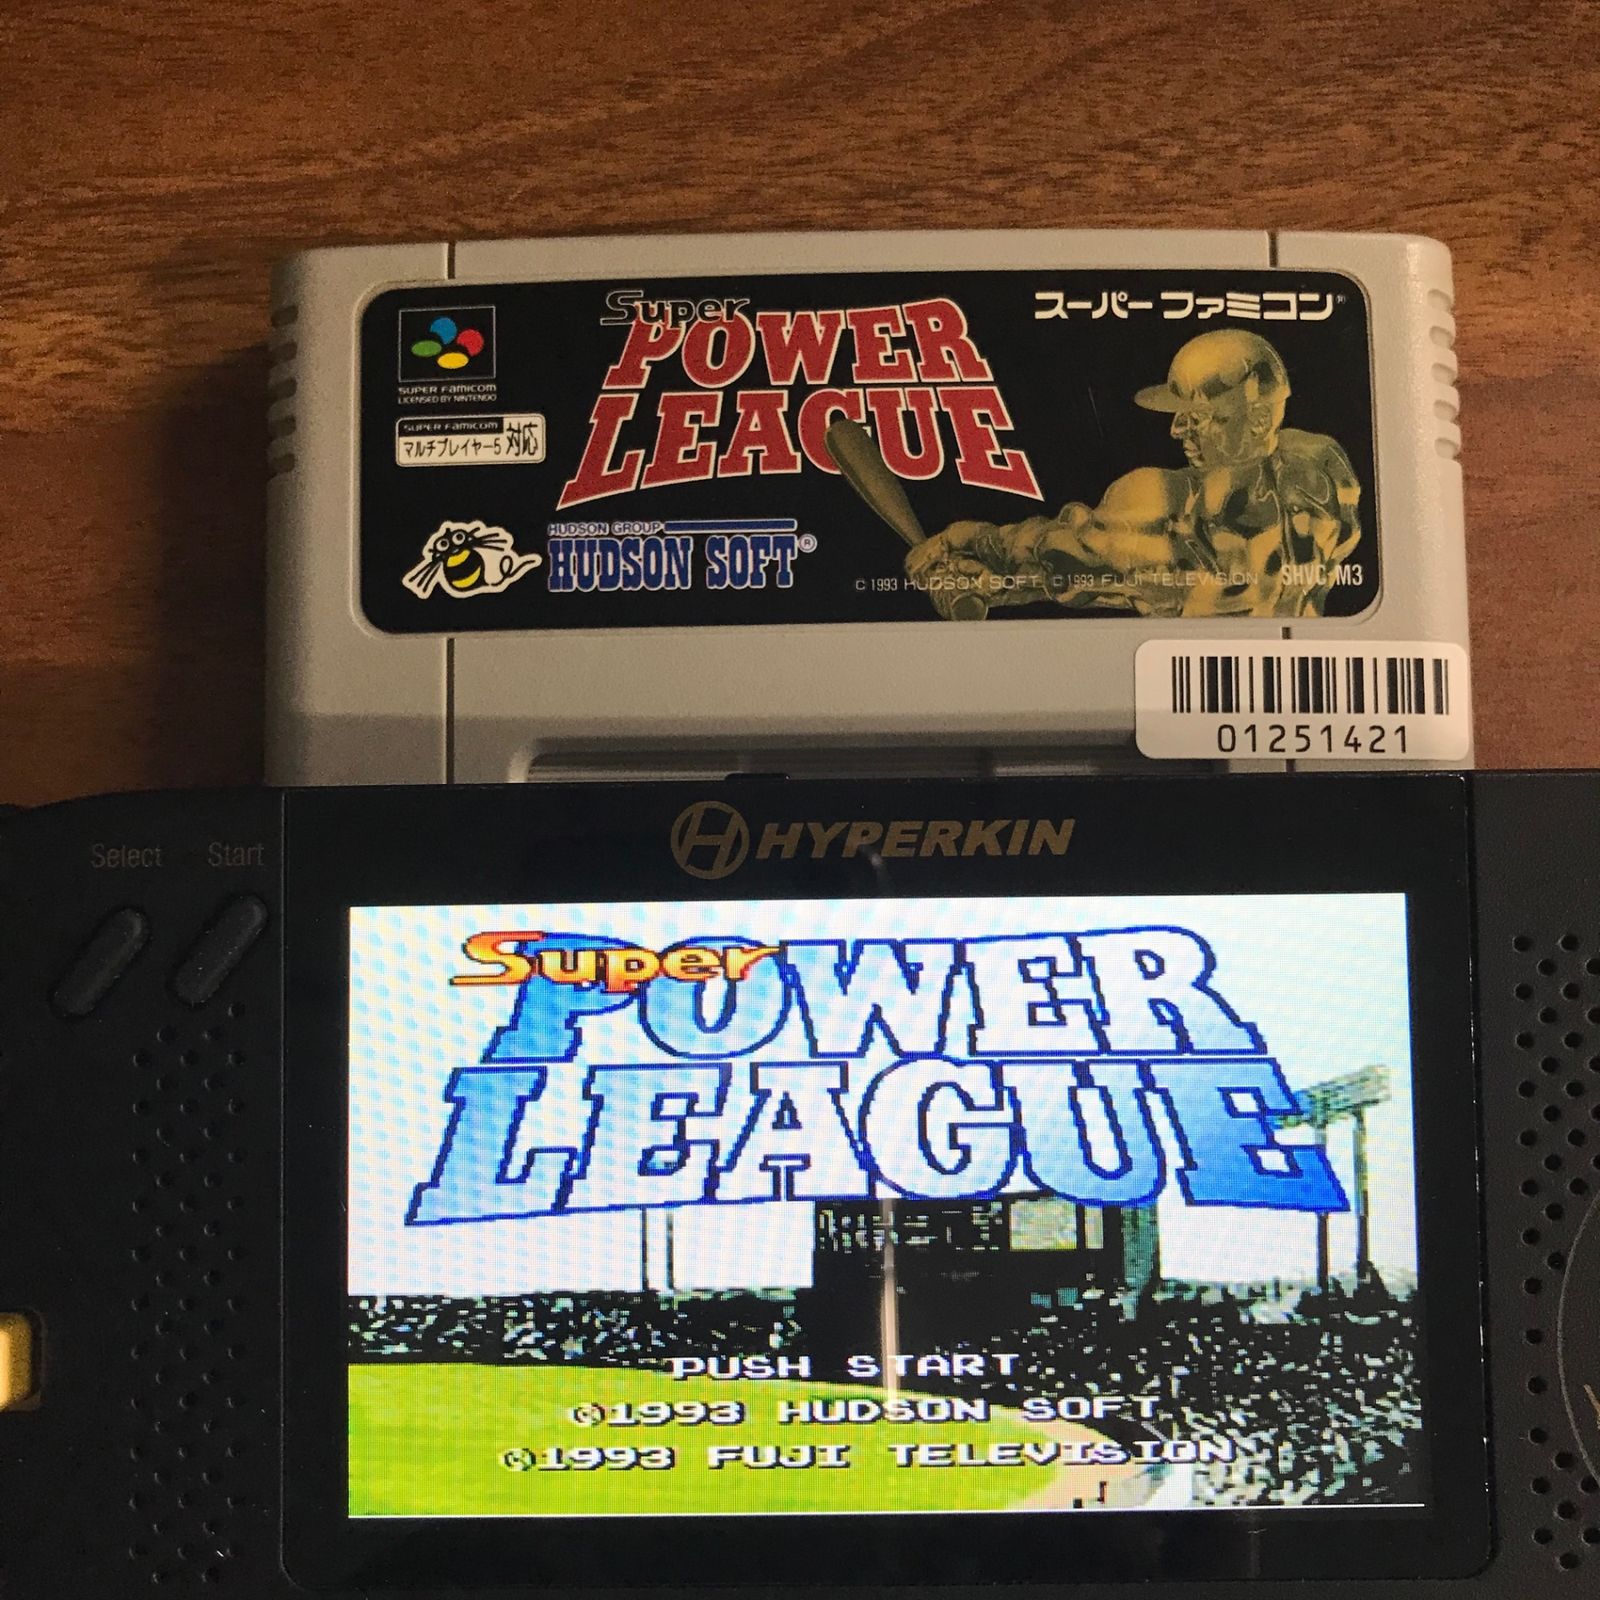 Super
POWER
LEAGUE
スーパーファミコン®
SUPER FAMICOM
LICENSED BY NINTENDO
SUPER FAMICOM
マルチプレイヤー5 対応
HUDSON GROUP
HUDSON SOFT®
© 1993 HUDSON SOFT © 1993 FUJI TELEVISION
SHVC-M3
01251421
Select Start
HYPERKIN
Super
POWER
LEAGUE
PUSH START
©1993 HUDSON SOFT
©1993 FUJI TELEVISION